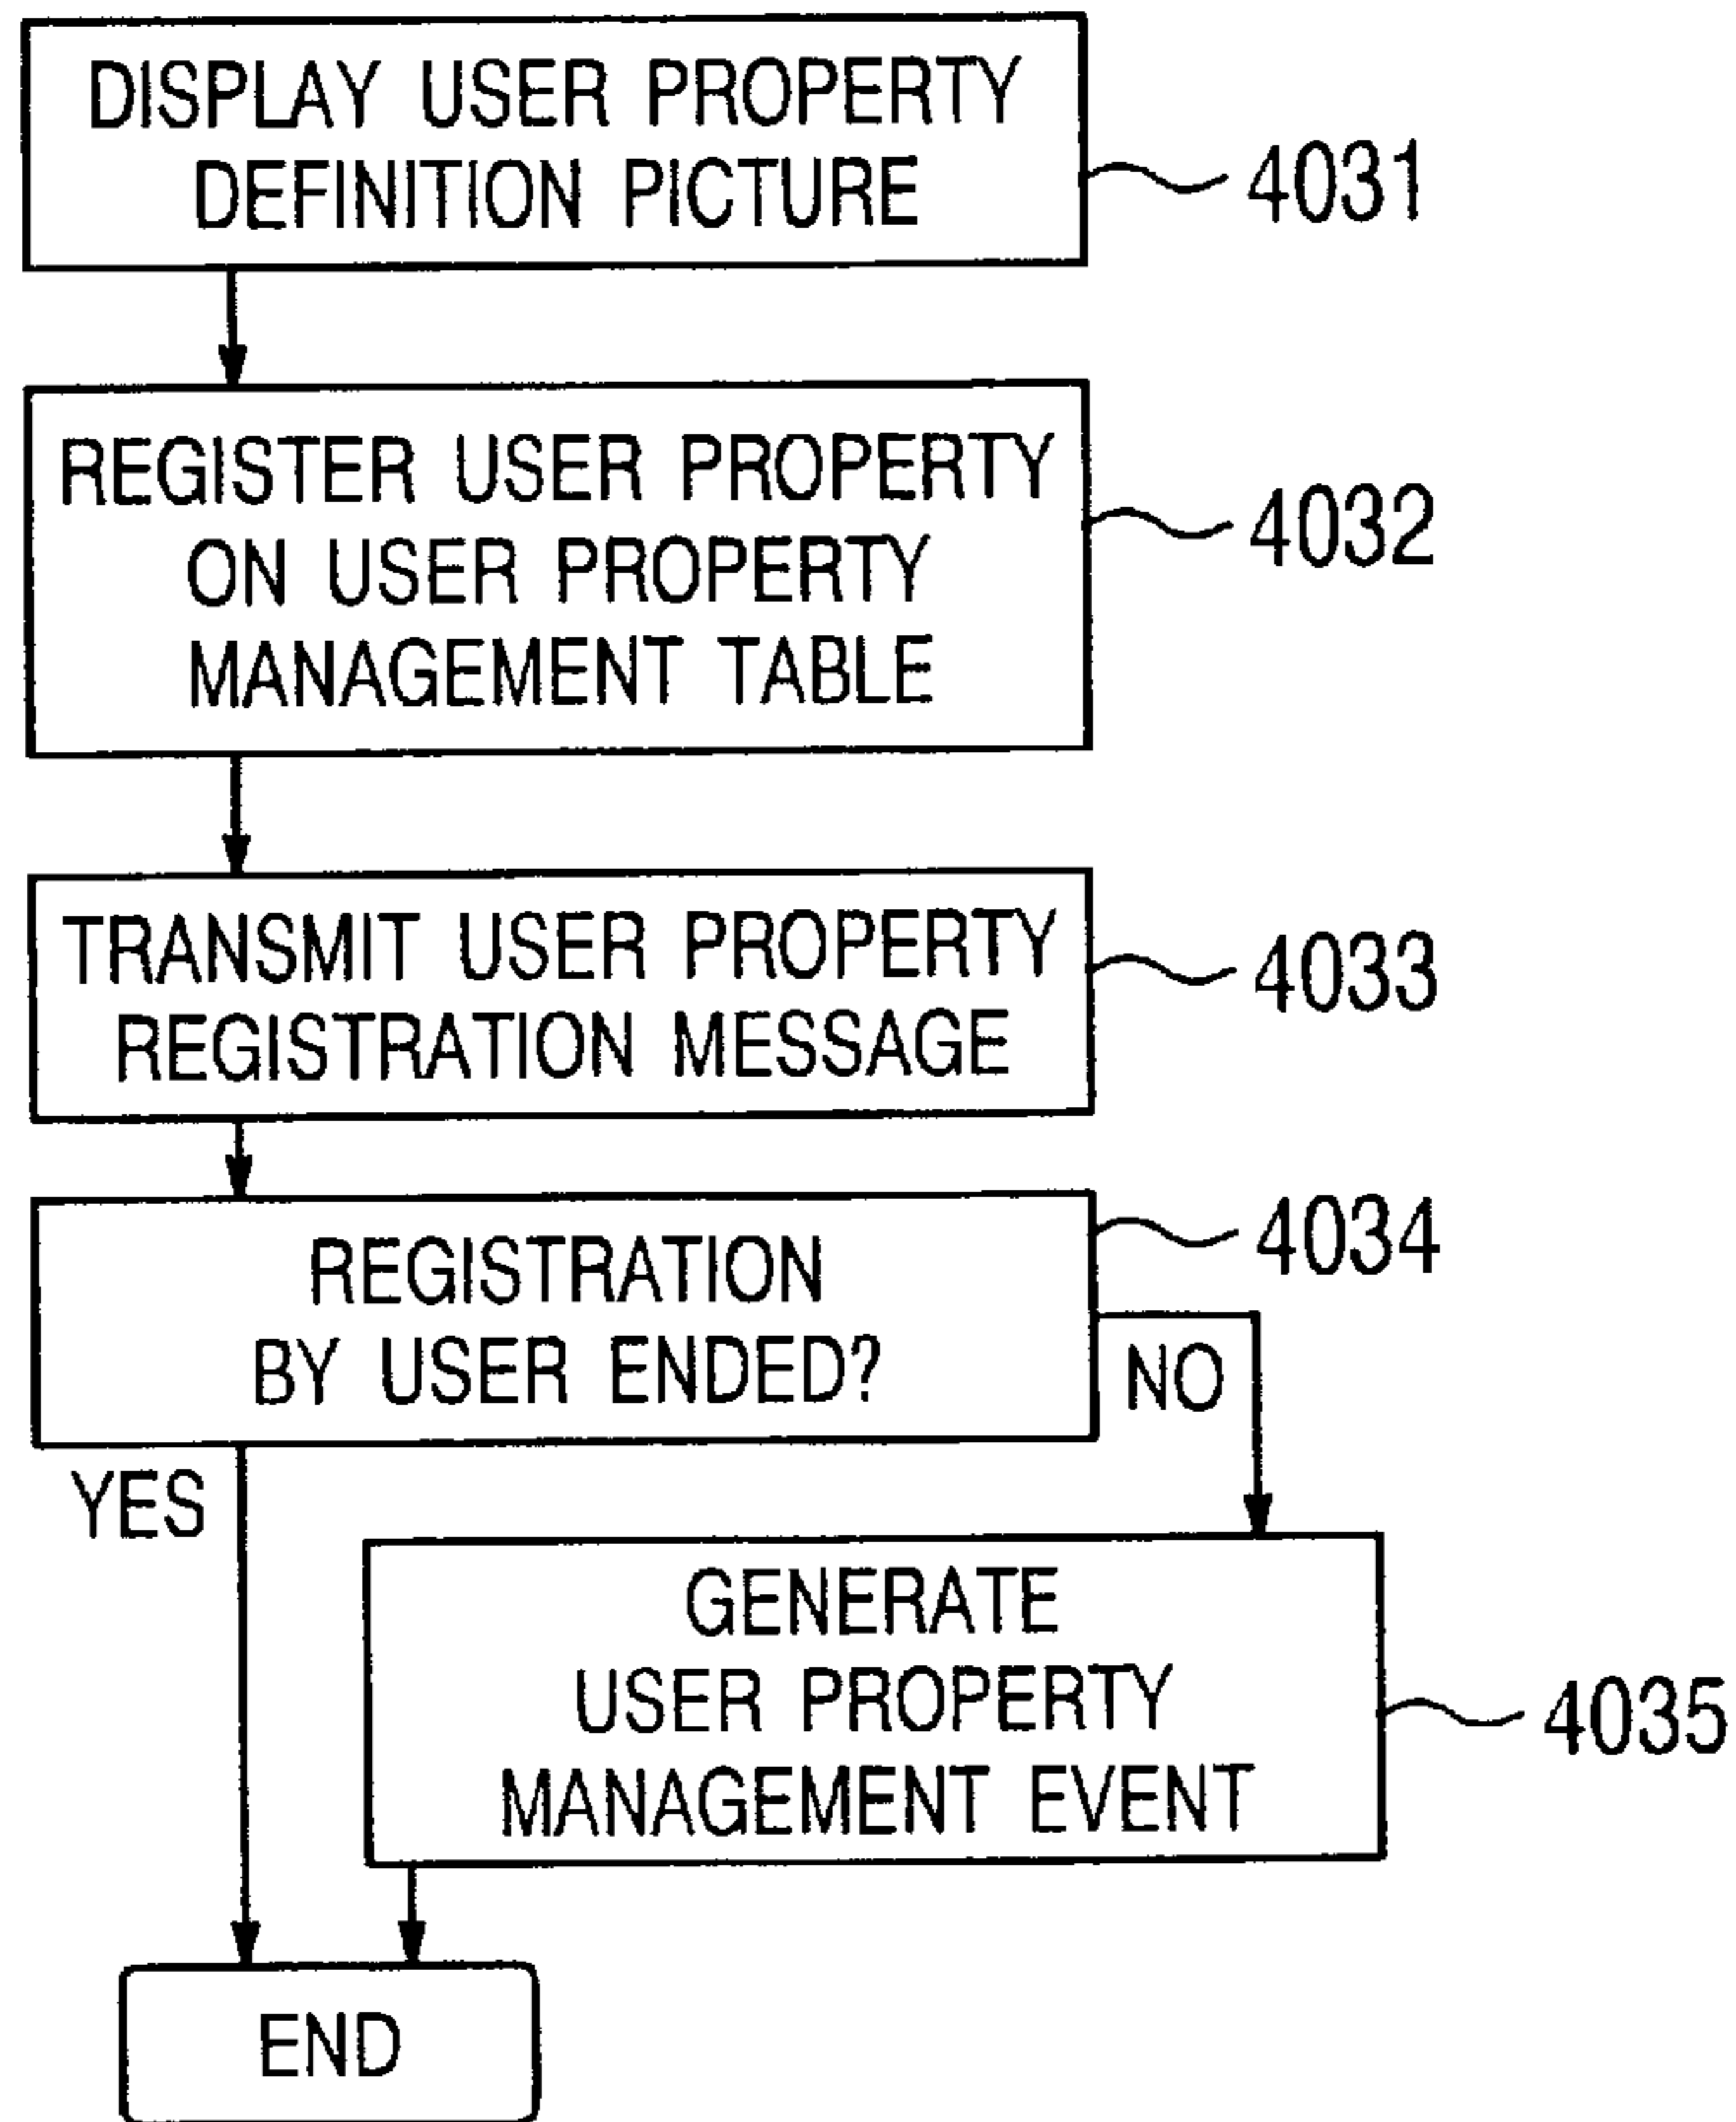 DISPLAY USER PROPERTY
DEFINITION PICTURE
4031
REGISTER USER PROPERTY
ON USER PROPERTY
MANAGEMENT TABLE
4032
TRANSMIT USER PROPERTY
REGISTRATION MESSAGE
4033
REGISTRATION
BY USER ENDED?
4034
NO
YES
GENERATE
USER PROPERTY
MANAGEMENT EVENT
4035
END